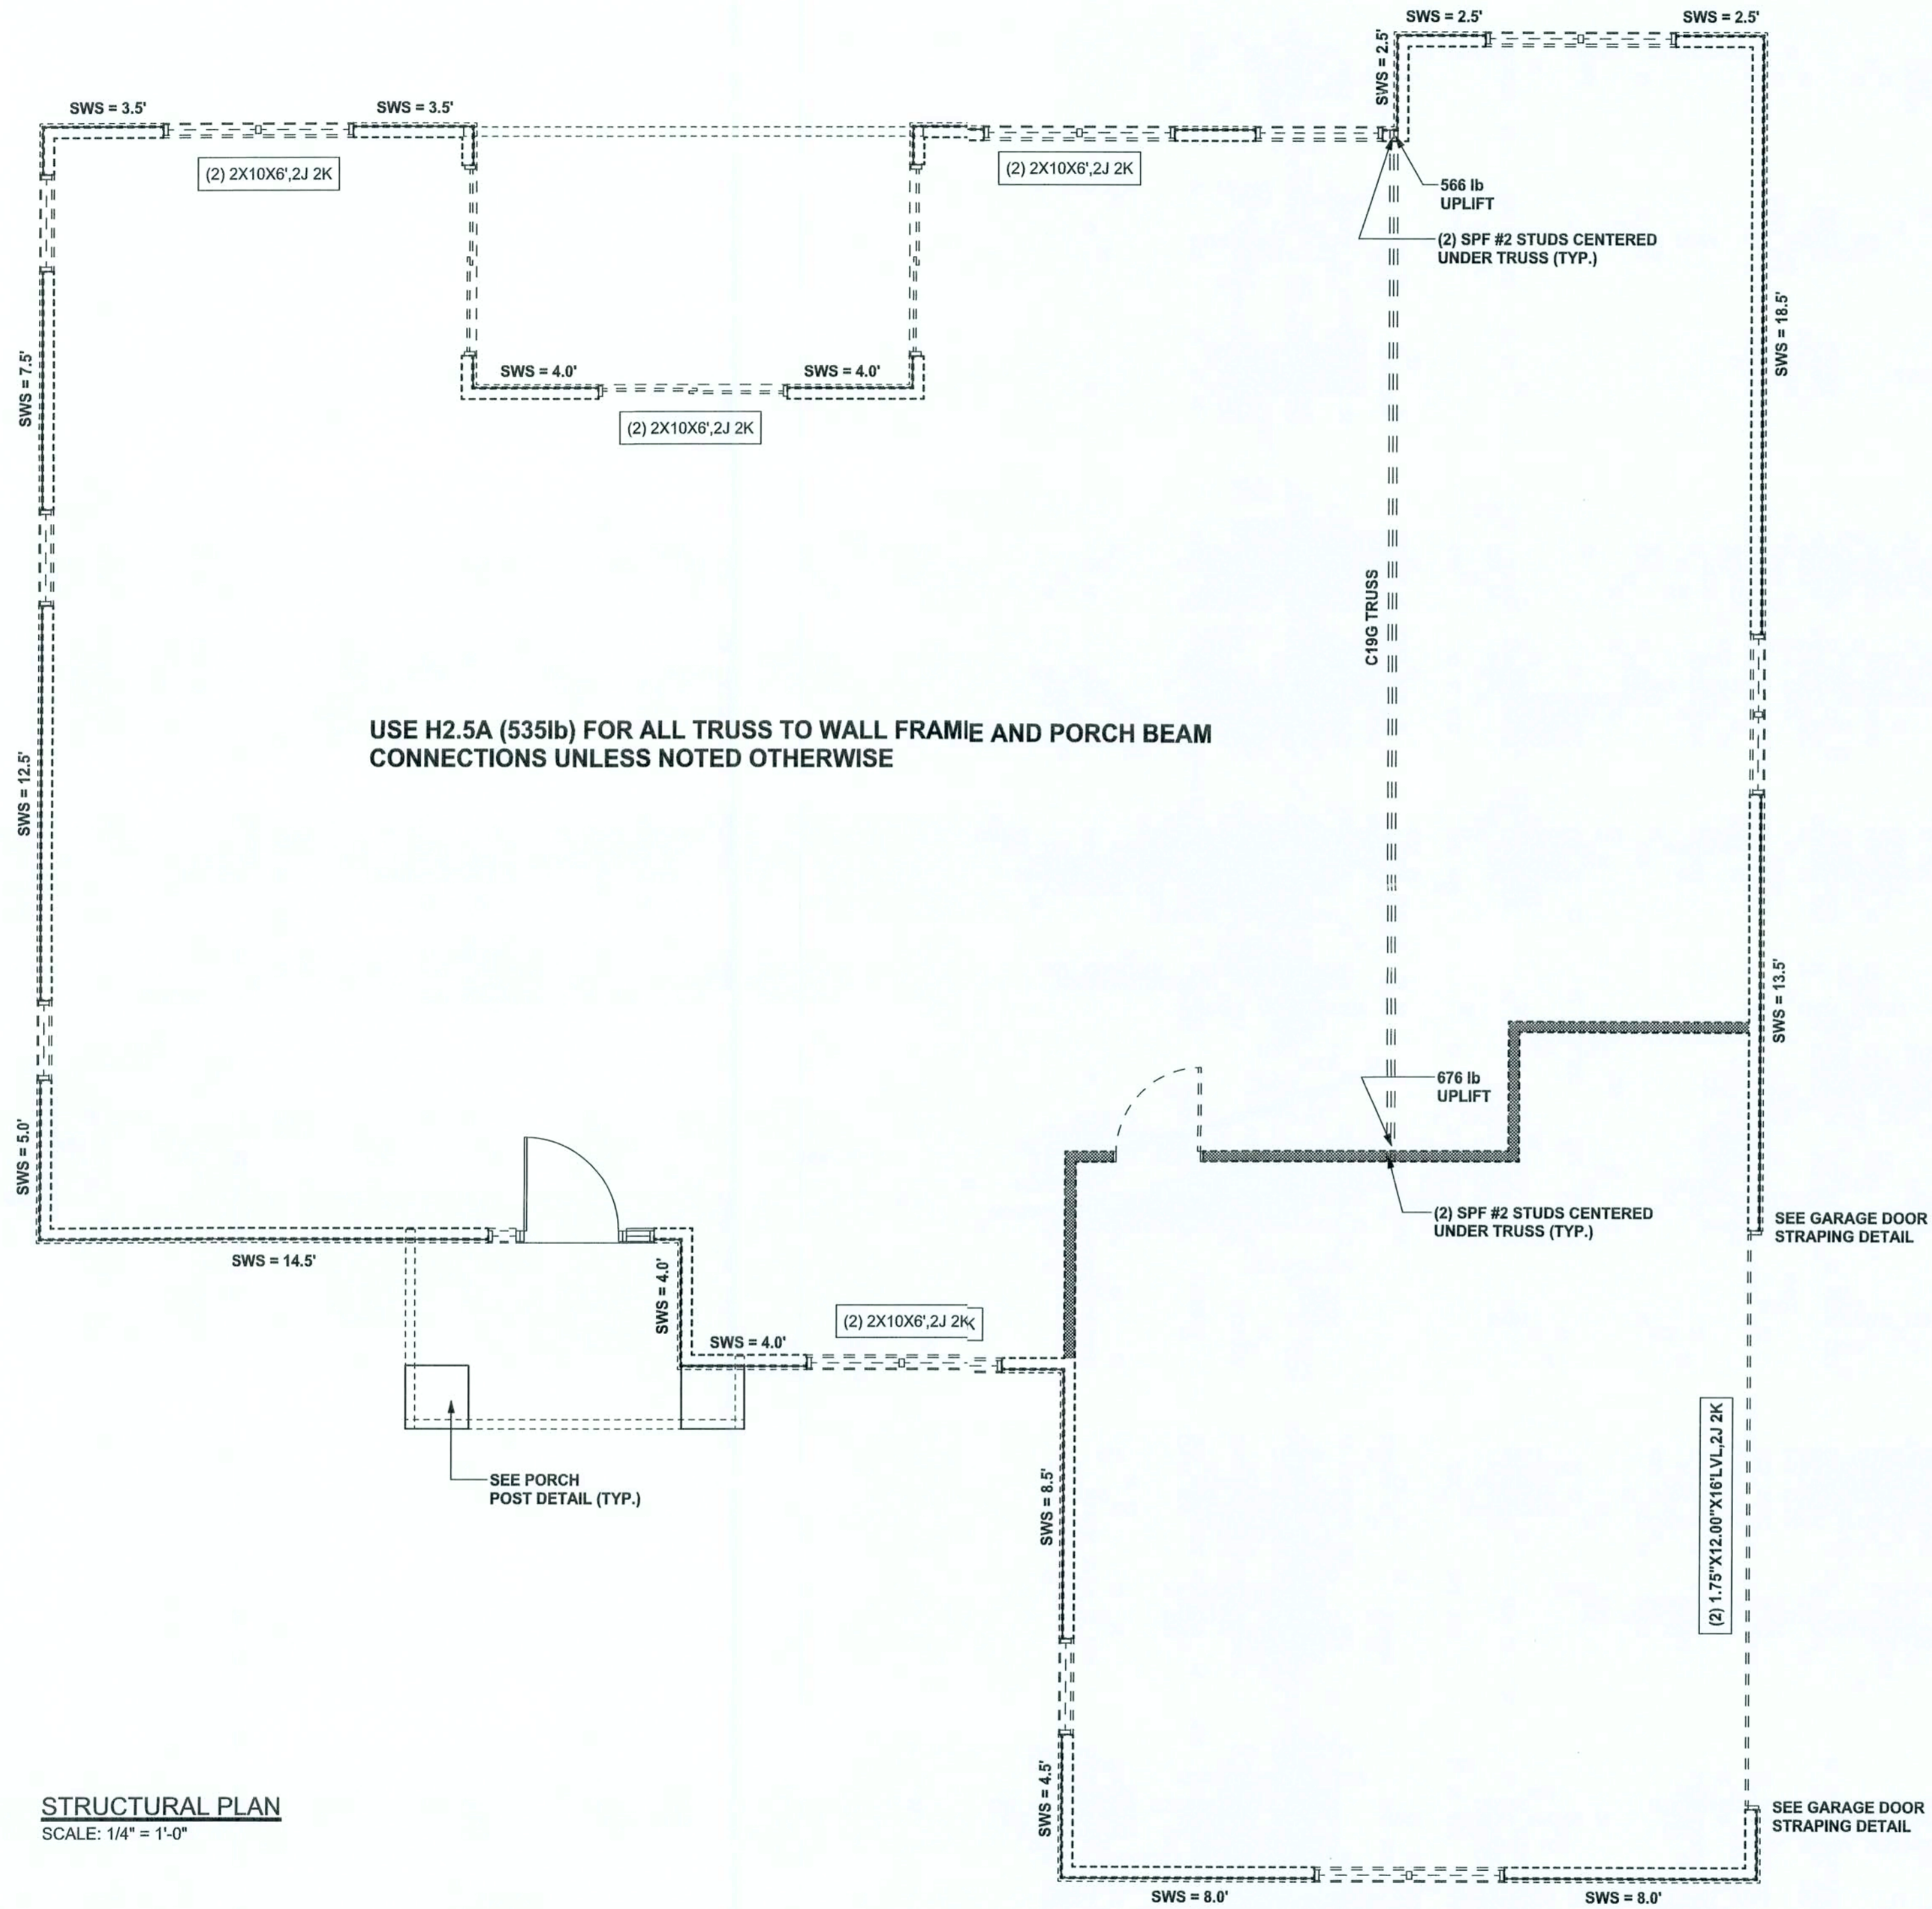 SWS = 2.5'
SWS = 2.5'
SWS = 2.5'
SWS = 3.5'
SWS = 3.5'
(2) 2X10X6',2J 2K
(2) 2X10X6',2J 2K
566 lb
UPLIFT
(2) SPF #2 STUDS CENTERED
UNDER TRUSS (TYP.)
SWS = 18.5'
SWS = 7.5'
SWS = 4.0'
SWS = 4.0'
(2) 2X10X6',2J 2K
C19G TRUSS
USE H2.5A (535lb) FOR ALL TRUSS TO WALL FRAMIE AND PORCH BEAM
CONNECTIONS UNLESS NOTED OTHERWISE
SWS = 12.5'
SWS = 13.5'
676 lb
UPLIFT
SWS = 5.0'
(2) SPF #2 STUDS CENTERED
UNDER TRUSS (TYP.)
SEE GARAGE DOOR
STRAPING DETAIL
SWS = 14.5'
SWS = 4.0'
(2) 2X10X6',2J 2K
SWS = 4.0'
SEE PORCH
POST DETAIL (TYP.)
SWS = 8.5'
(2) 1.75"X12.00"X16'LVL,2J 2K
SWS = 4.5'
STRUCTURAL PLAN
SCALE: 1/4" = 1'-0"
SEE GARAGE DOOR
STRAPING DETAIL
SWS = 8.0'
SWS = 8.0'